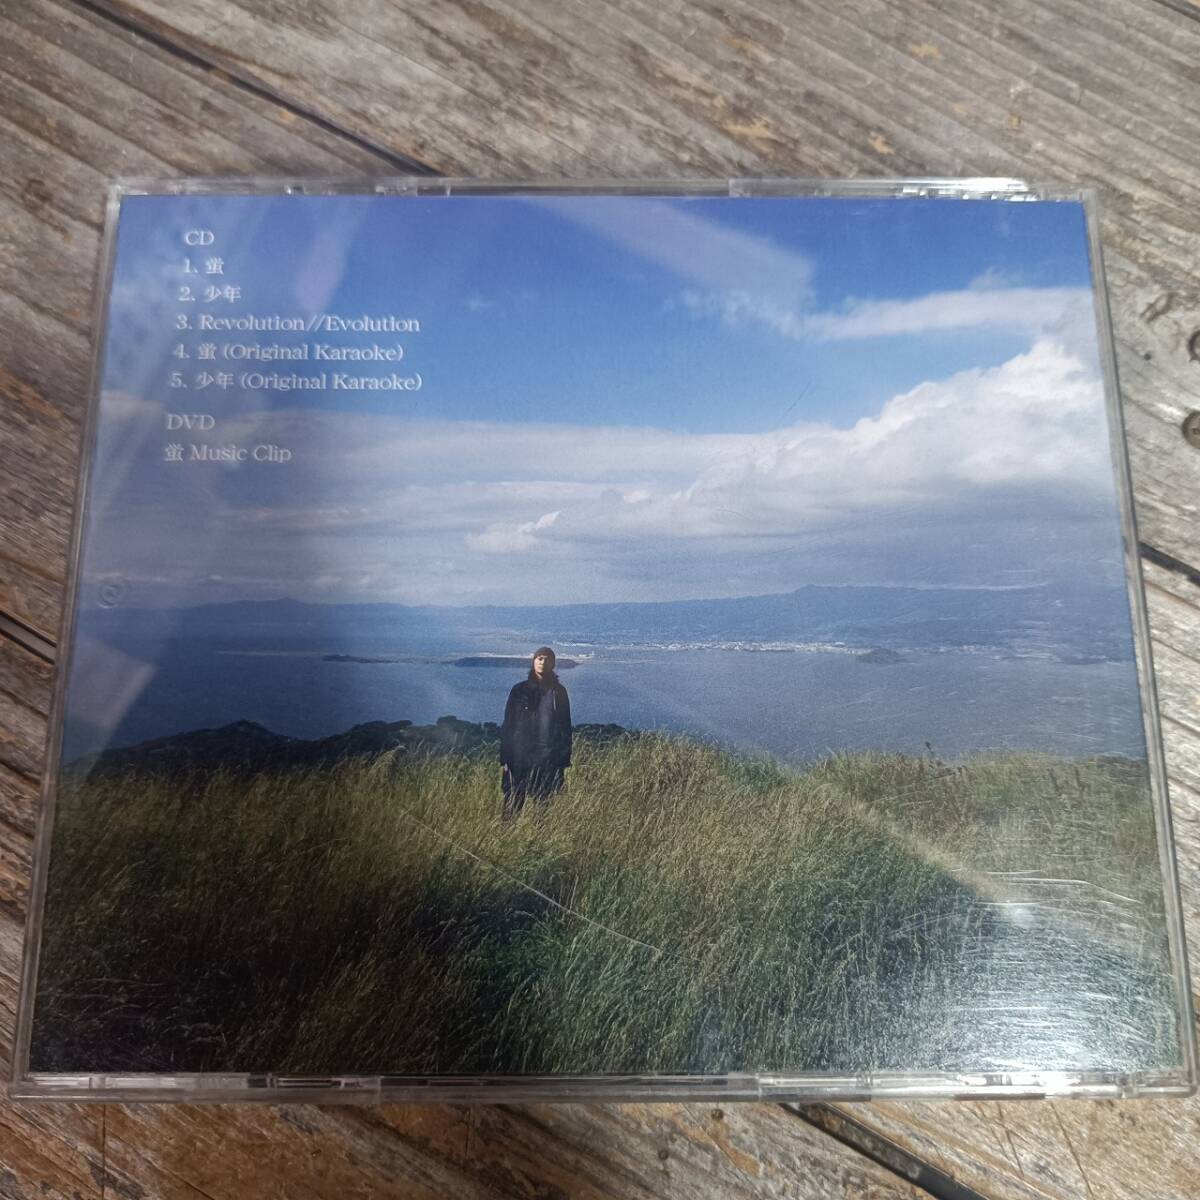 CD
1. 蛍
2. 少年
3. Revolution//Evolution
4. 蛍 (Original Karaoke)
5. 少年 (Original Karaoke)
DVD
蛍 Music Clip